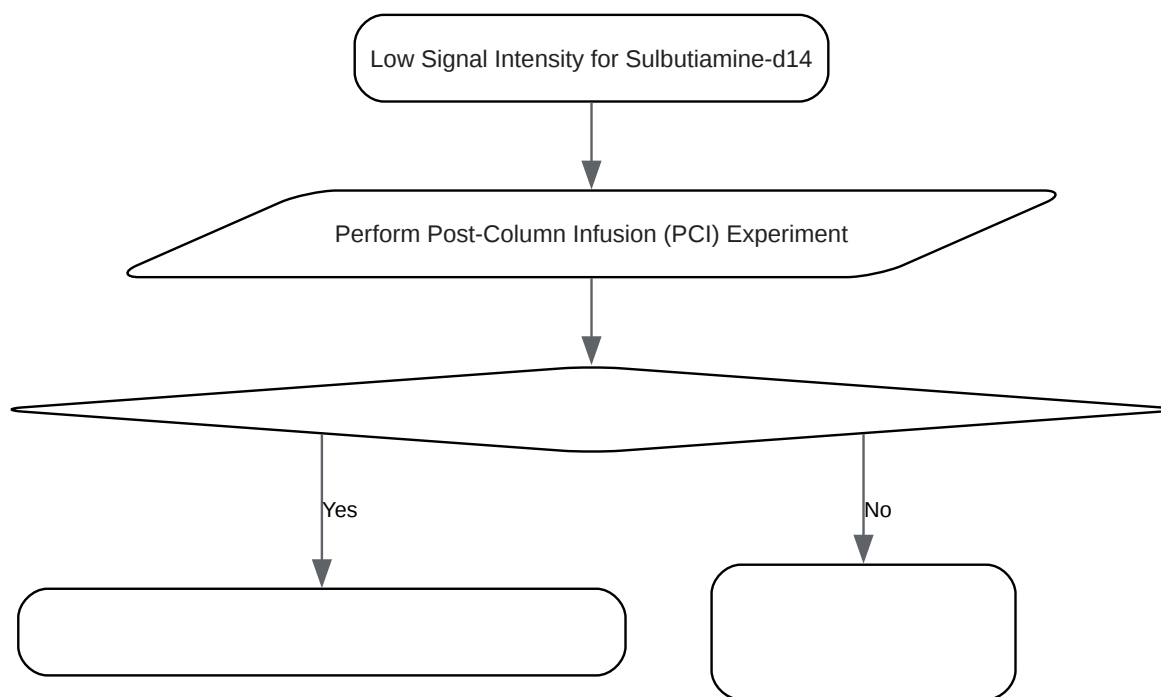 Low Signal Intensity for Sulbutiamine-d14
Perform Post-Column Infusion (PCI) Experiment
Yes
No